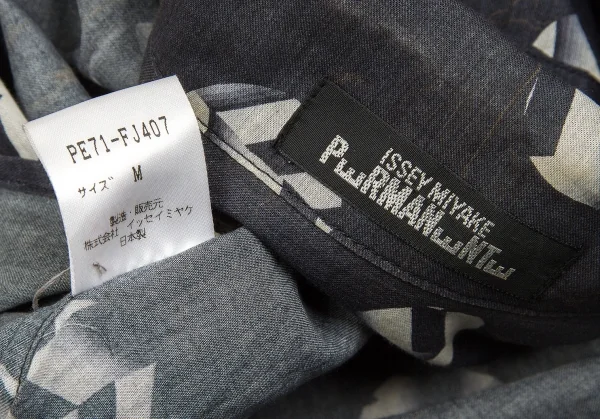 PE71-FJ407
サイズ M
製造・販売元
株式会社 イッセイミヤケ
日本製
ISSEY MIYAKE
PERMANENTE